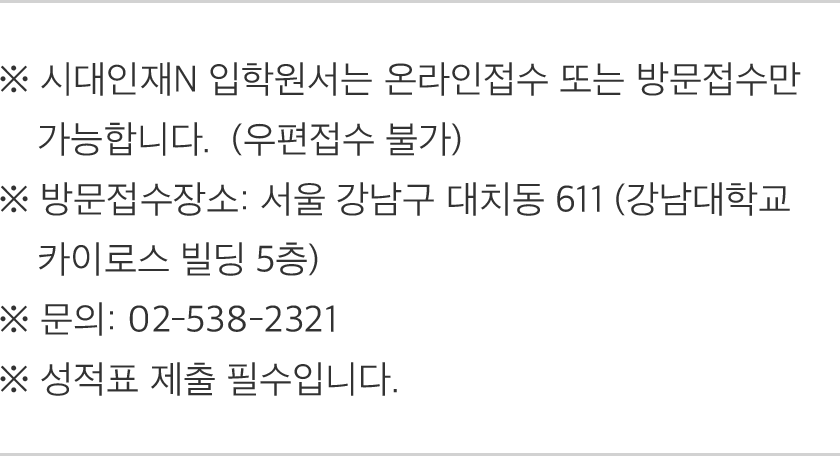 ※ 시대인재N 입학원서는 온라인접수 또는 방문접수만
가능합니다. (우편접수 불가)
※ 방문접수장소: 서울 강남구 대치동 611 (강남대학교
카이로스 빌딩 5층)
※ 문의: 02-538-2321
※ 성적표 제출 필수입니다.